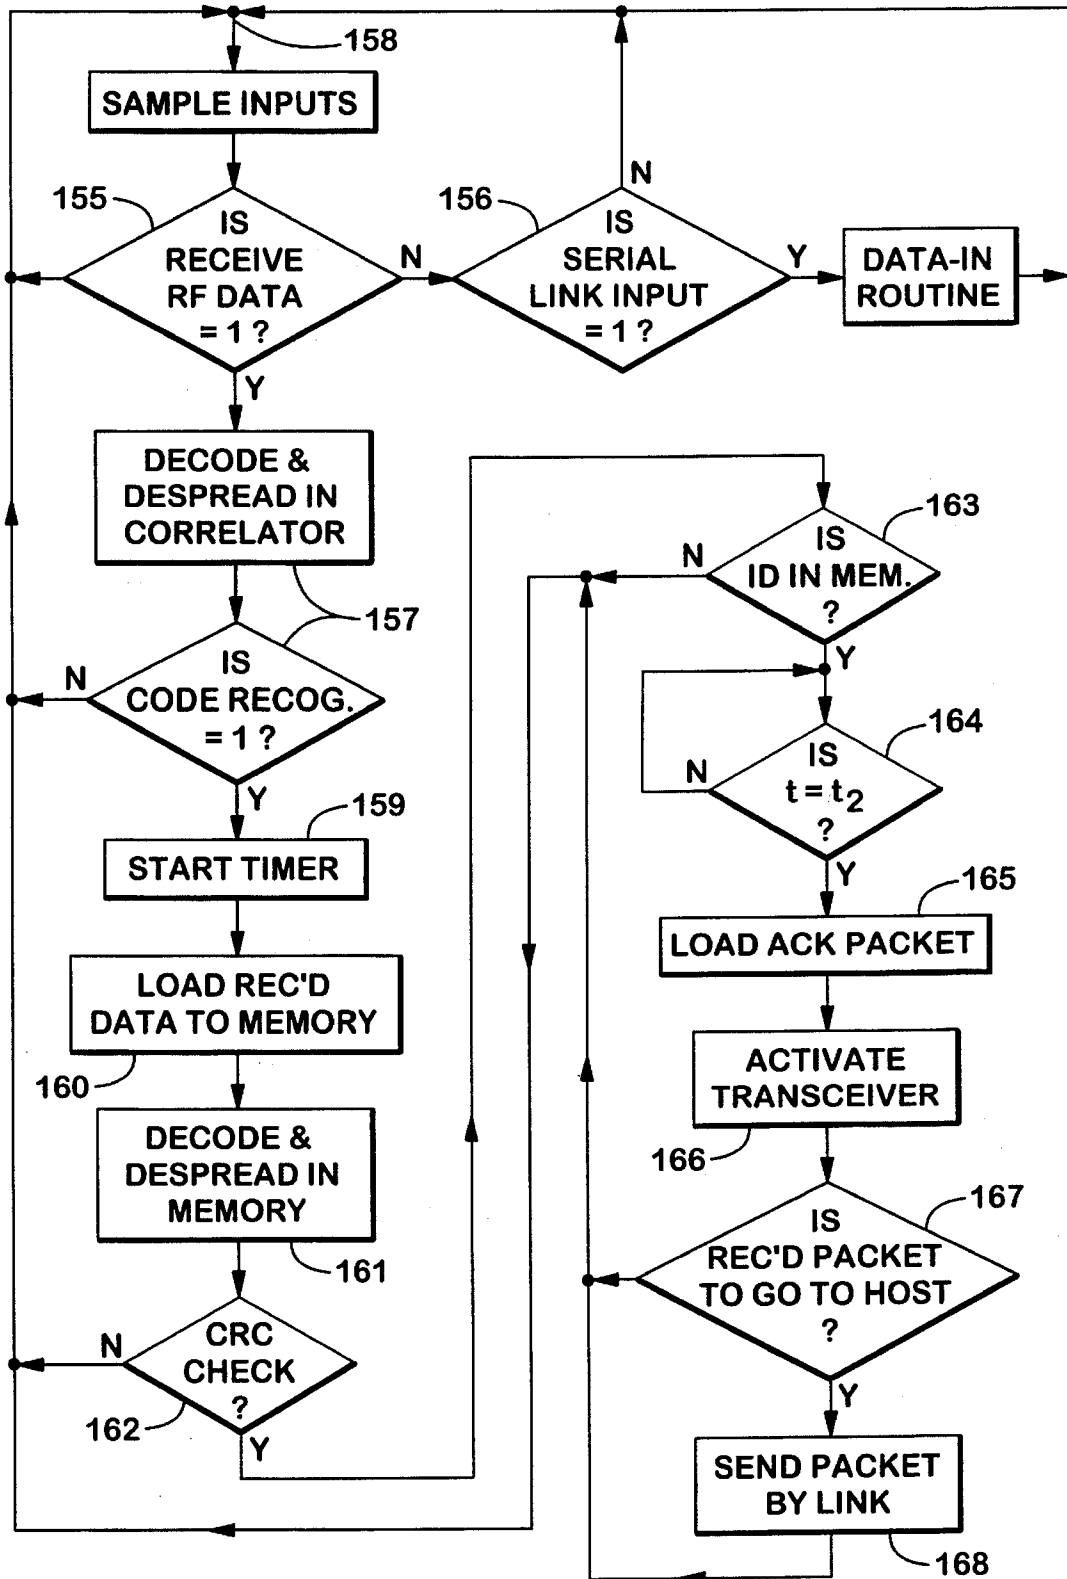 158
SAMPLE INPUTS
155
IS
RECEIVE
RF DATA
= 1 ?
N
Y
156
IS
SERIAL
LINK INPUT
= 1 ?
N
Y
DATA-IN
ROUTINE
DECODE &
DESPREAD IN
CORRELATOR
157
IS
CODE RECOG.
= 1 ?
N
Y
159
START TIMER
LOAD REC'D
DATA TO MEMORY
160
DECODE &
DESPREAD IN
MEMORY
161
CRC
CHECK
?
N
162
Y
163
IS
ID IN MEM.
?
N
Y
164
IS
t = t2
?
N
Y
165
LOAD ACK PACKET
ACTIVATE
TRANSCEIVER
166
167
IS
REC'D PACKET
TO GO TO HOST
?
Y
SEND PACKET
BY LINK
168